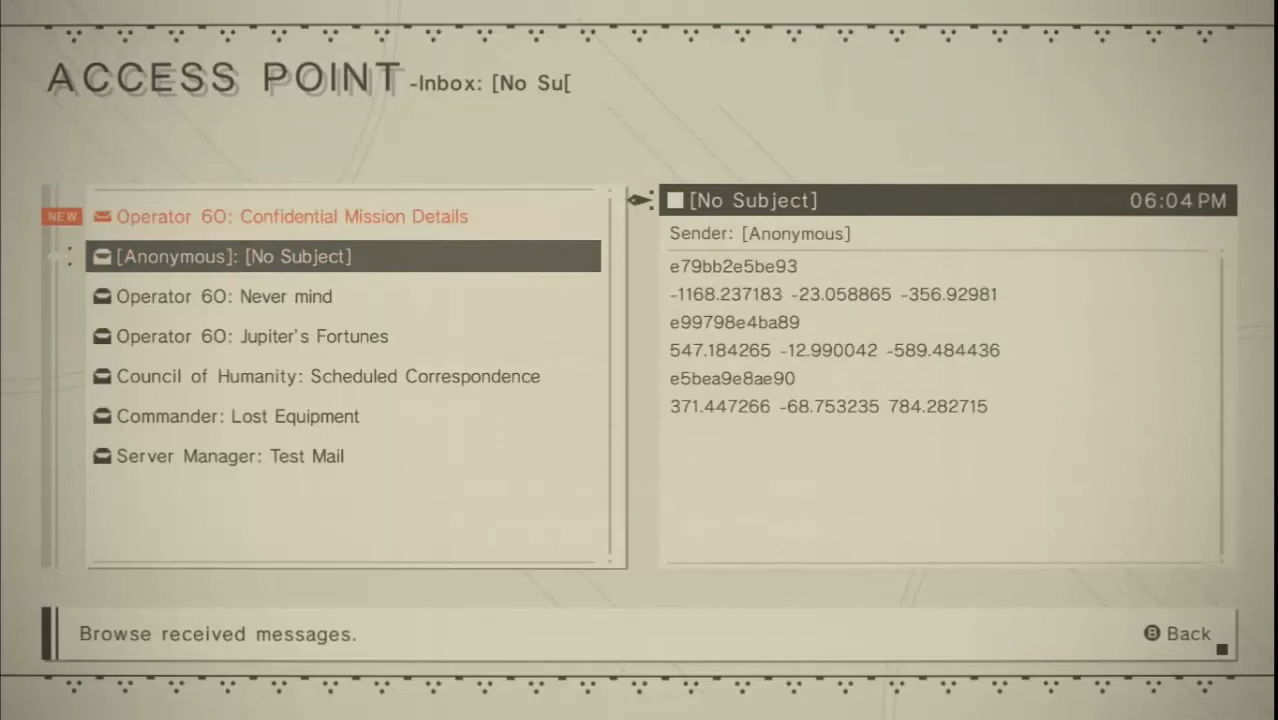 ACCESS POINT -Inbox: [No Su[
NEW Operator 6O: Confidential Mission Details
[Anonymous]: [No Subject]
Operator 6O: Never mind
Operator 6O: Jupiter's Fortunes
Council of Humanity: Scheduled Correspondence
Commander: Lost Equipment
Server Manager: Test Mail
[No Subject] 06:04 PM
Sender: [Anonymous]
e79bb2e5be93
-1168.237183 -23.058865 -356.92981
e99798e4ba89
547.184265 -12.990042 -589.484436
e5bea9e8ae90
371.447266 -68.753235 784.282715
Browse received messages.
B Back